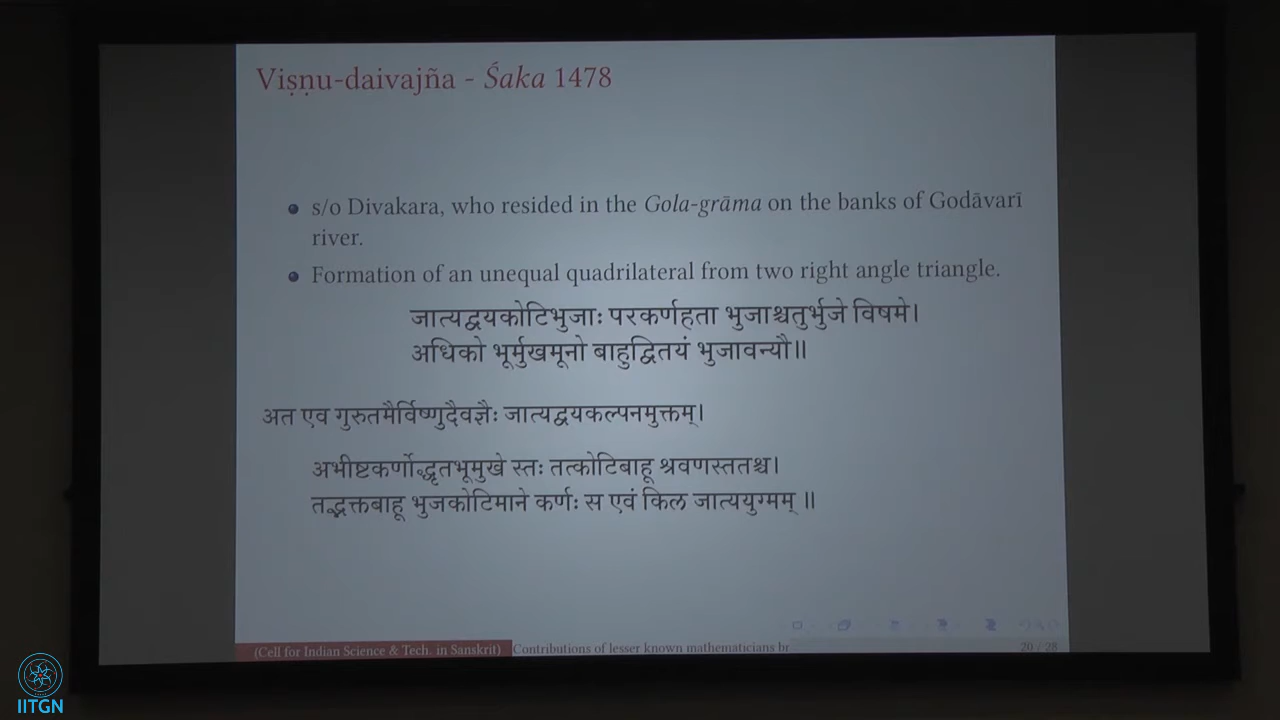 Viṣṇu-daivajña - Śaka 1478
s/o Divakara, who resided in the Gola-grāma on the banks of Godāvarī
river.
Formation of an unequal quadrilateral from two right angle triangle.
जात्यद्वयकोटिभुजाः परकर्णहता भुजाश्चतुर्भुजे विषमे।
अधिको भूर्मुखमूनो बाहुद्वितयं भुजावन्यौ॥
अत एव गुरुतमैर्विष्णुदैवज्ञैः जात्यद्वयकल्पनमुक्तम्।
अभीष्टकर्णोद्धृतभूमुखे स्तः तत्कोटिबाहू श्रवणस्ततश्च।
तद्भक्तबाहू भुजकोटिमाने कर्णः स एवं किल जात्ययुग्मम् ॥
(Cell for Indian Science & Tech. in Sanskrit) Contributions of lesser known mathematicians br 20 / 28
IITGN